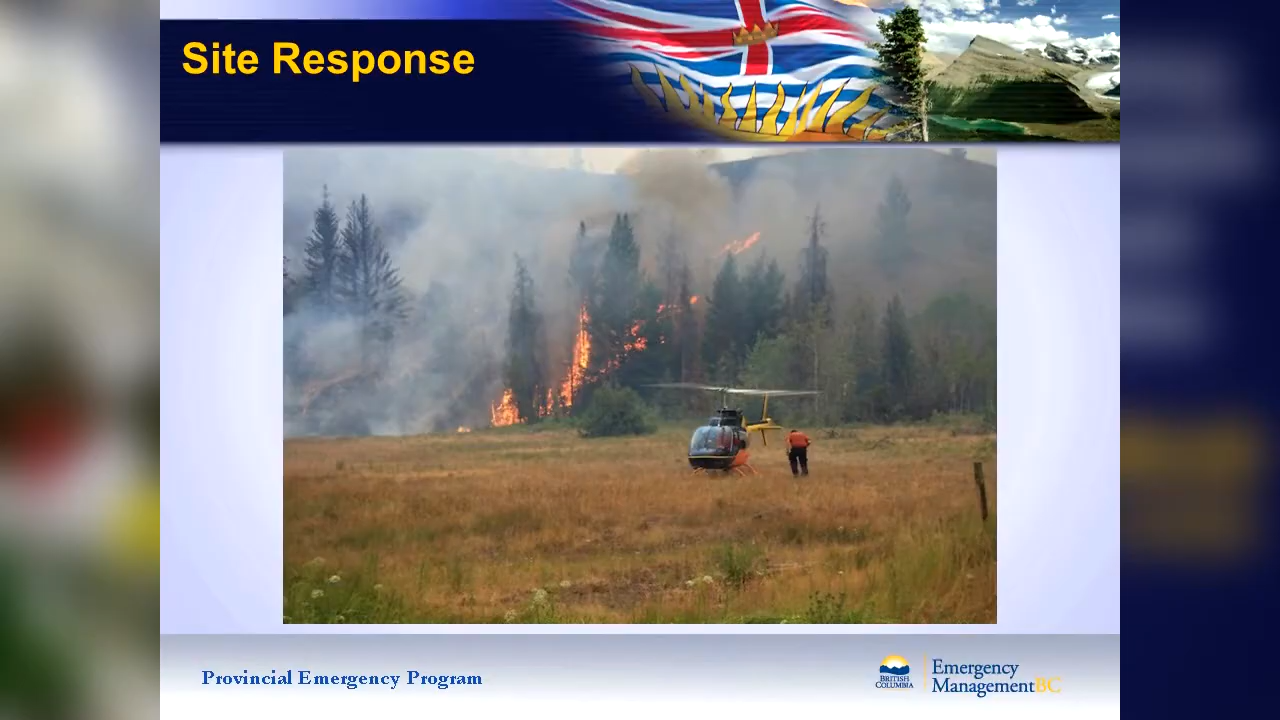 Site Response
Provincial Emergency Program
BRITISH
COLUMBIA
Emergency
ManagementBC